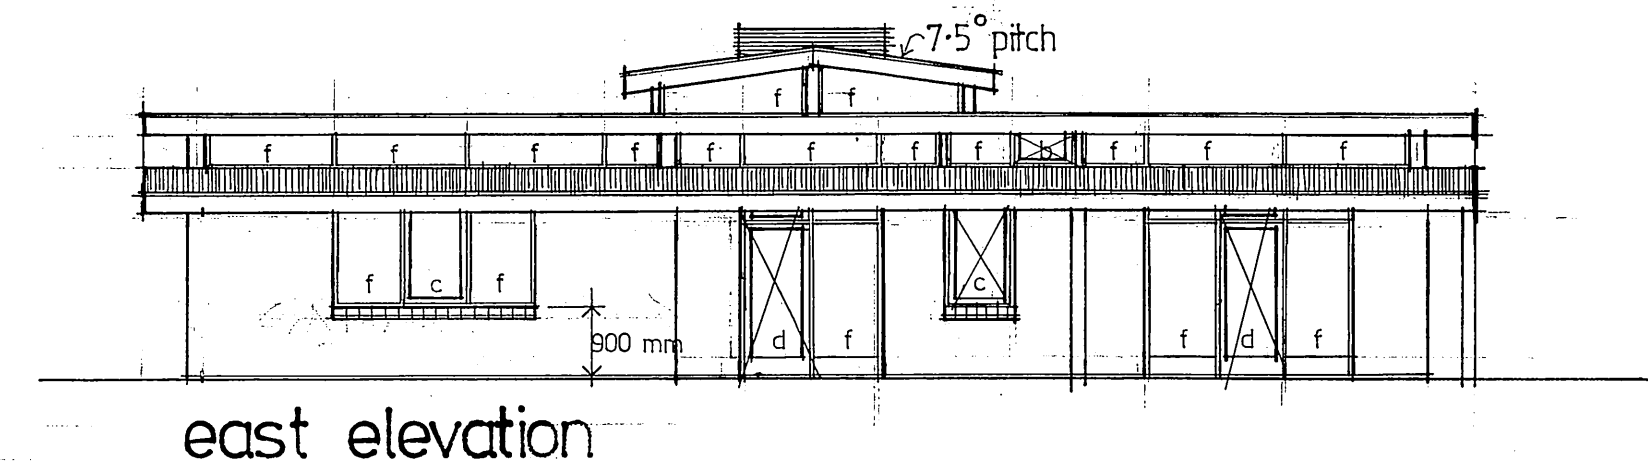 7.5° pitch
f f
f f f f f f f f b f f f
f c f c
900 mm d f f d f
east elevation